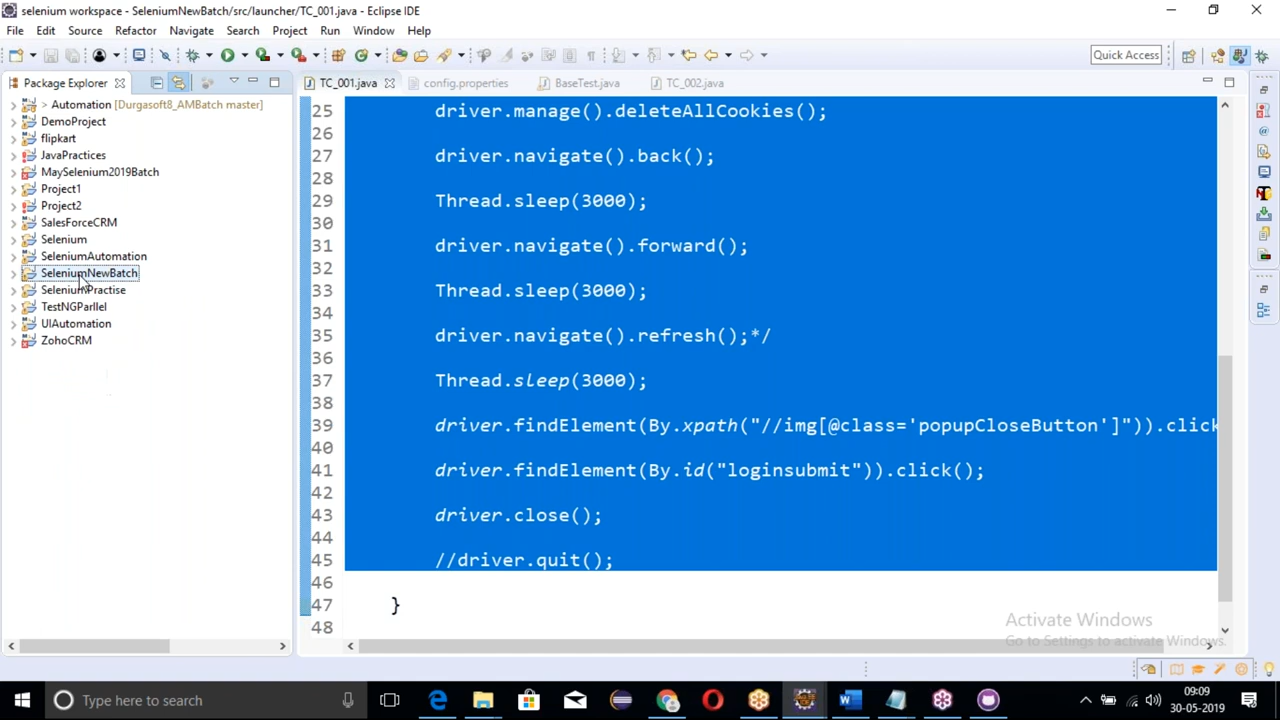 selenium workspace - SeleniumNewBatch/src/launcher/TC_001.java - Eclipse IDE
File Edit Source Refactor Navigate Search Project Run Window Help
Quick Access
Package Explorer
TC_001.java config.properties BaseTest.java TC_002.java
> Automation [Durgasoft8_AMBatch master]
DemoProject
flipkart
JavaPractices
MaySelenium2019Batch
Project1
Project2
SalesForceCRM
Selenium
SeleniumAutomation
SeleniumNewBatch
SeleniumPractise
TestNGParllel
UIAutomation
ZohoCRM
25 driver.manage().deleteAllCookies();
26
27 driver.navigate().back();
28
29 Thread.sleep(3000);
30
31 driver.navigate().forward();
32
33 Thread.sleep(3000);
34
35 driver.navigate().refresh();*/
36
37 Thread.sleep(3000);
38
39 driver.findElement(By.xpath("//img[@class='popupCloseButton']")).click
40
41 driver.findElement(By.id("loginsubmit")).click();
42
43 driver.close();
44
45 //driver.quit();
46
47 }
48
Activate Windows
Go to Settings to activate Windows.
Type here to search
09:09
30-05-2019